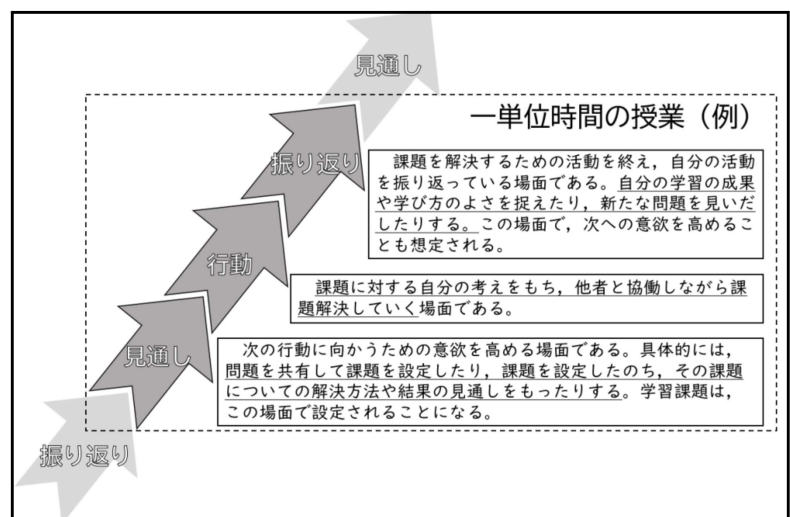 見通し
一単位時間の授業（例）
振り返り
課題を解決するための活動を終え，自分の活動
を振り返っている場面である。自分の学習の成果
や学び方のよさを捉えたり，新たな問題を見いだ
したりする。この場面で，次への意欲を高めるこ
とも想定される。
行動
課題に対する自分の考えをもち，他者と協働しながら課
題解決していく場面である。
見通し
次の行動に向かうための意欲を高める場面である。具体的には，
問題を共有して課題を設定したり，課題を設定したのち，その課題
についての解決方法や結果の見通しをもったりする。学習課題は，
この場面で設定されることになる。
振り返り